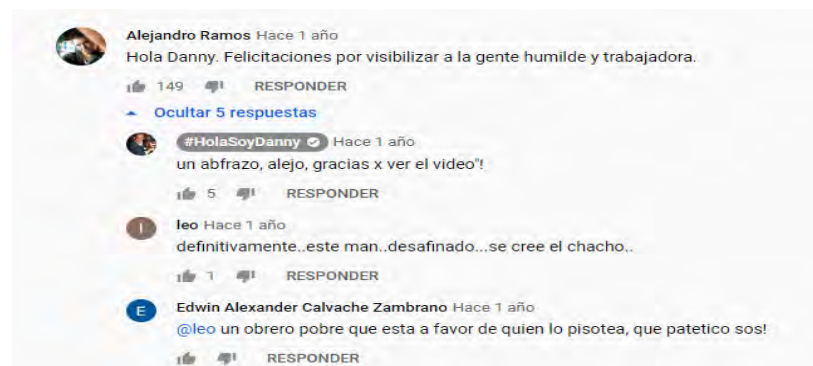 Alejandro Ramos Hace 1 año
Hola Danny. Felicitaciones por visibilizar a la gente humilde y trabajadora.
149 RESPONDER
Ocultar 5 respuestas
#HolaSoyDanny Hace 1 año
un abfrazo, alejo, gracias x ver el video"!
5 RESPONDER
l leo Hace 1 año
definitivamente..este man..desafinado...se cree el chacho..
1 RESPONDER
E Edwin Alexander Calvache Zambrano Hace 1 año
@leo un obrero pobre que esta a favor de quien lo pisotea, que patetico sos!
RESPONDER